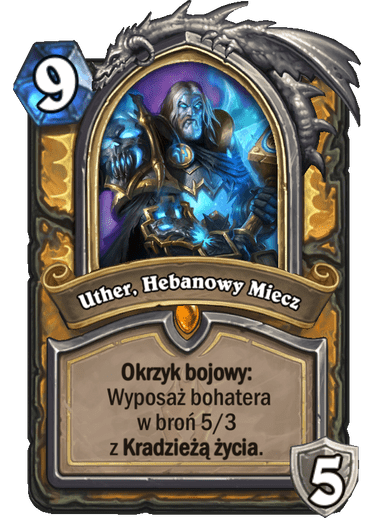 9
Uther, Hebanowy Miecz
Okrzyk bojowy:
Wyposaż bohatera
w broń 5/3
z Kradzieżą życia.
5